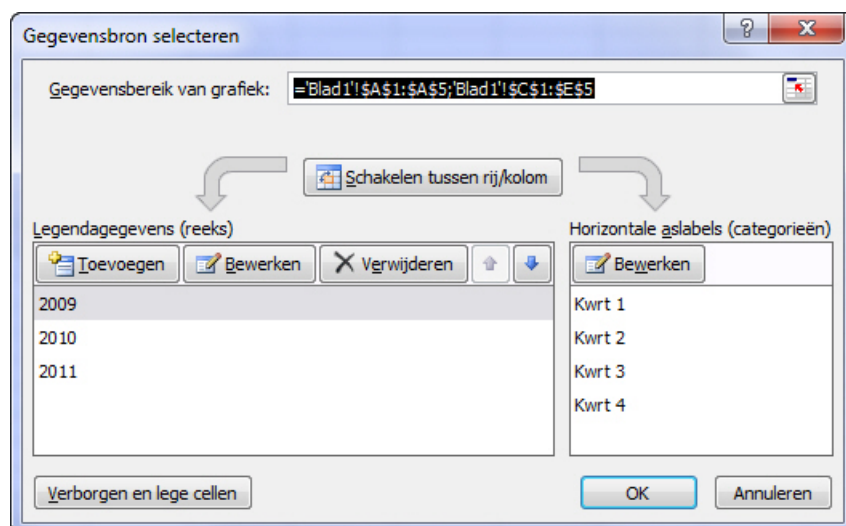 Gegevensbron selecteren
Gegevensbereik van grafiek: ='Blad1'!$A$1:$A$5;'Blad1'!$C$1:$E$5
Schakelen tussen rij/kolom
Legendagegevens (reeks)
Toevoegen Bewerken Verwijderen
2009
2010
2011
Horizontale aslabels (categorieën)
Bewerken
Kwrt 1
Kwrt 2
Kwrt 3
Kwrt 4
Verborgen en lege cellen
OK Annuleren